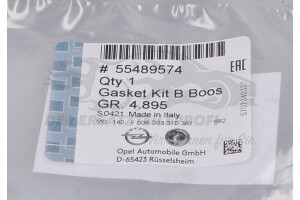 # 55489574
Qty 1
Gasket Kit B Boos
GR. 4,895
S0421 Made in Italy
Opel Automobile GmbH
D-65423 Rüsselsheim
EAC